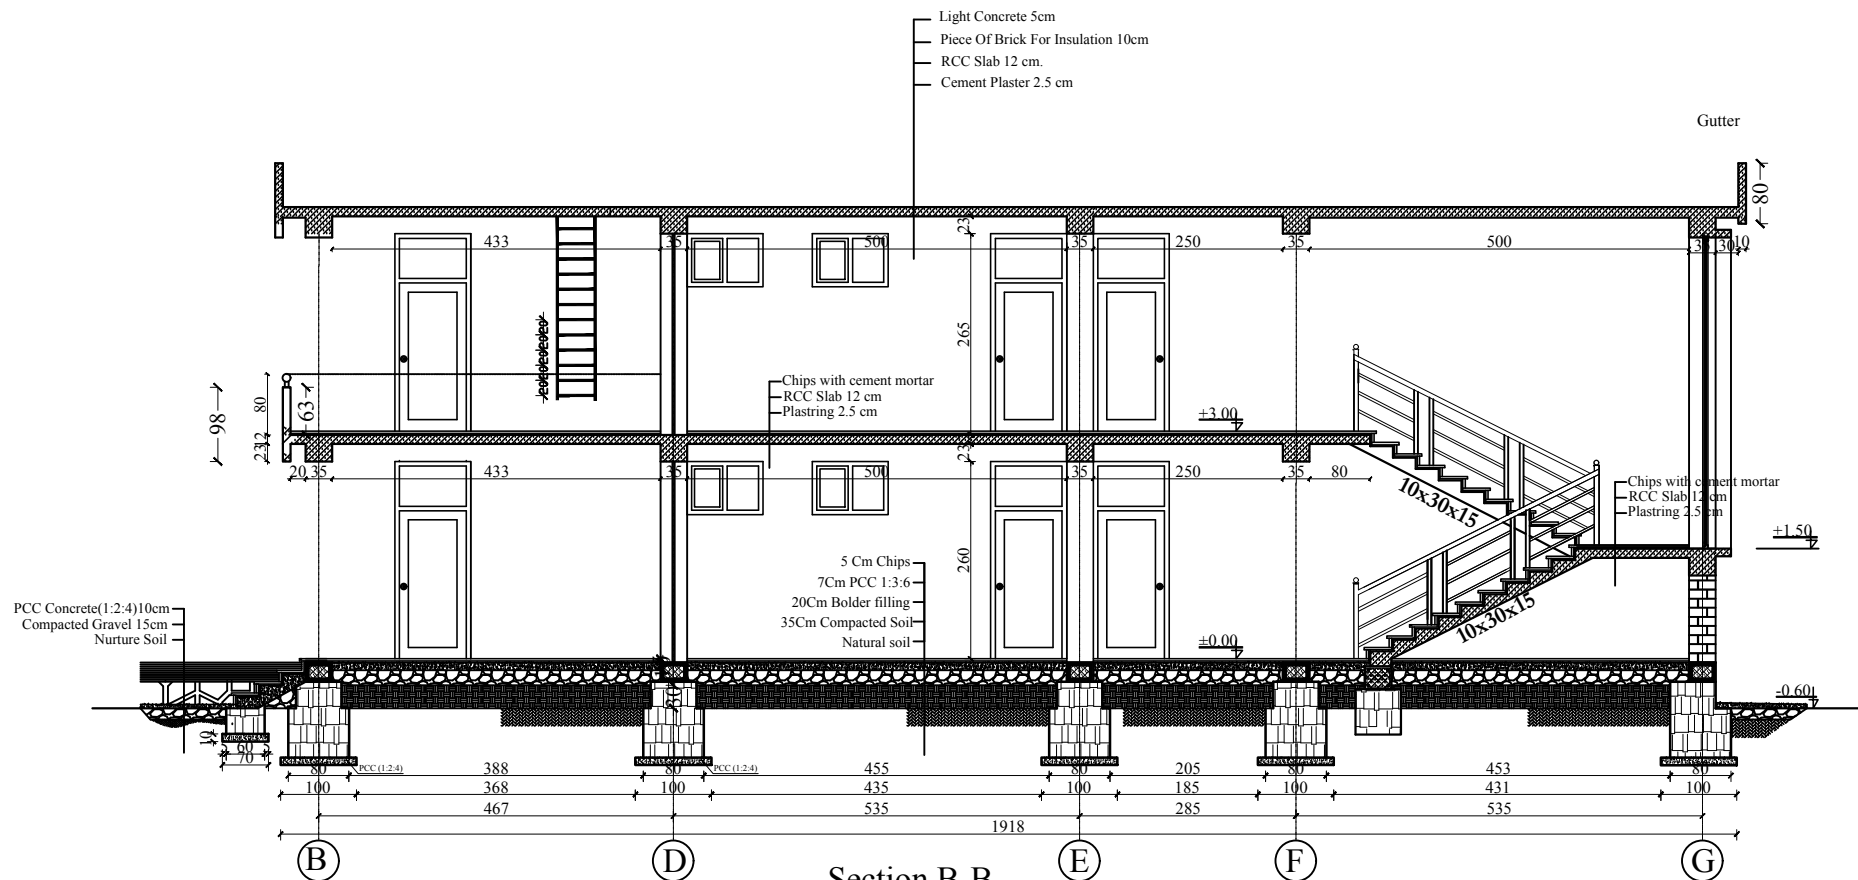 Light Concrete 5cm
Piece Of Brick For Insulation 10cm
RCC Slab 12 cm.
Cement Plaster 2.5 cm
Gutter
80
23
433
35
500
35
250
35
500
35
30
10
265
20
20
20
20
20
Chips with cement mortar
RCC Slab 12 cm
Plastring 2.5 cm
98
80
12
23
63
±3.00
23
20
35
433
35
500
35
250
35
80
10x30x15
Chips with cement mortar
RCC Slab 12 cm
Plastring 2.5 cm
±1.50
260
5 Cm Chips
7Cm PCC 1:3:6
20Cm Bolder filling
35Cm Compacted Soil
Natural soil
10x30x15
PCC Concrete(1:2:4)10cm
Compacted Gravel 15cm
Nurture Soil
±0.00
-0.60
10
5
60
5
70
80
PCC (1:2:4)
388
80
PCC (1:2:4)
455
80
205
80
453
80
100
368
100
435
100
185
100
431
100
467
535
285
535
1918
B
D
E
F
G
Section B-B